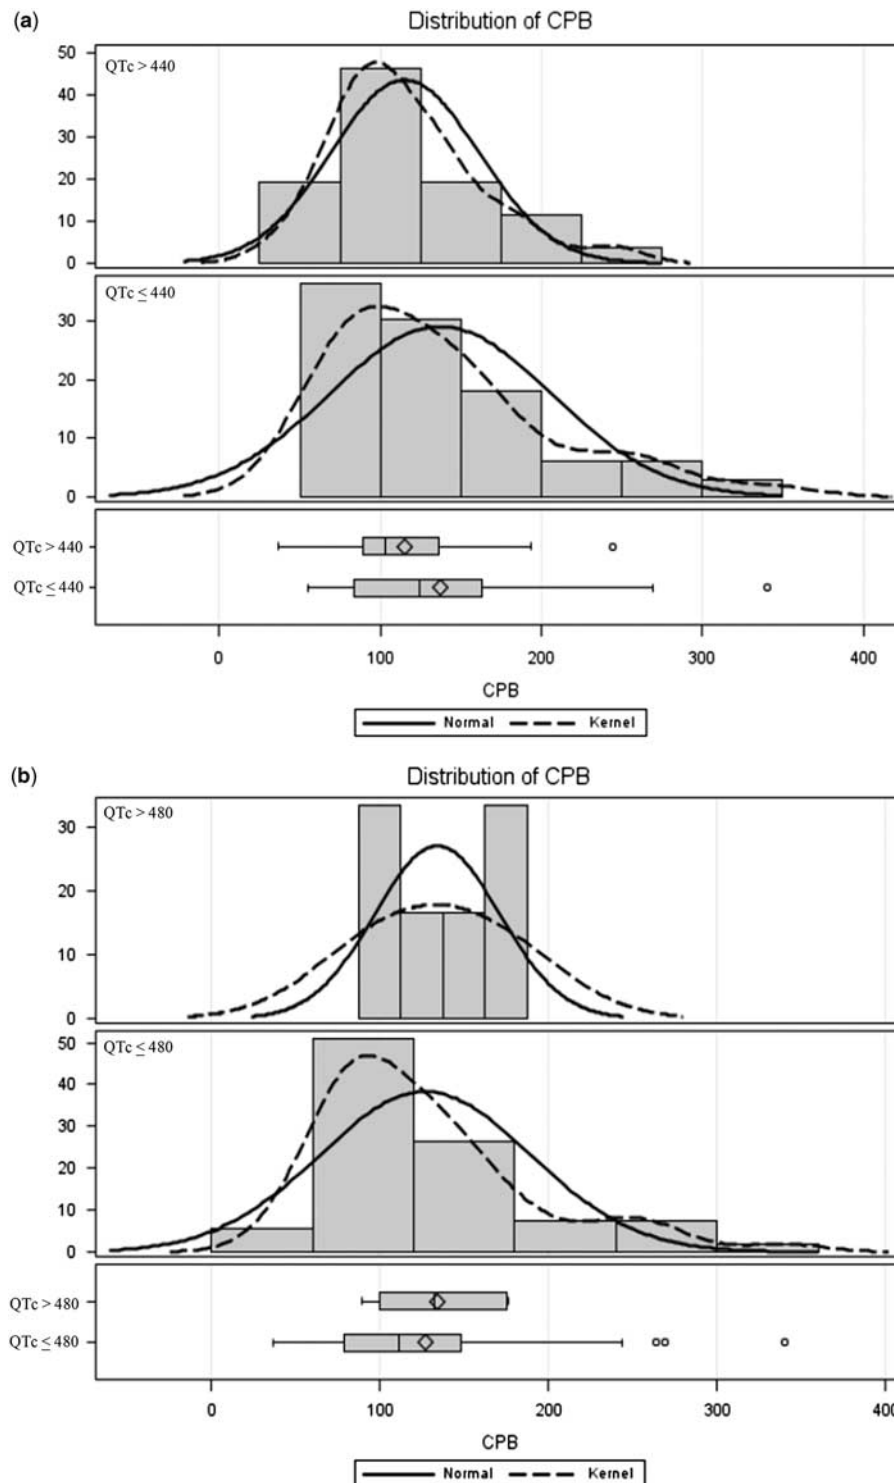 (a)
Distribution of CPB
QTc > 440
50
40
30
20
10
0
QTc ≤ 440
30
20
10
0
QTc > 440
QTc ≤ 440
0 100 200 300 400
CPB
Normal Kernel
(b)
Distribution of CPB
QTc > 480
30
20
10
0
QTc ≤ 480
50
40
30
20
10
0
QTc > 480
QTc ≤ 480
0 100 200 300 400
CPB
Normal Kernel